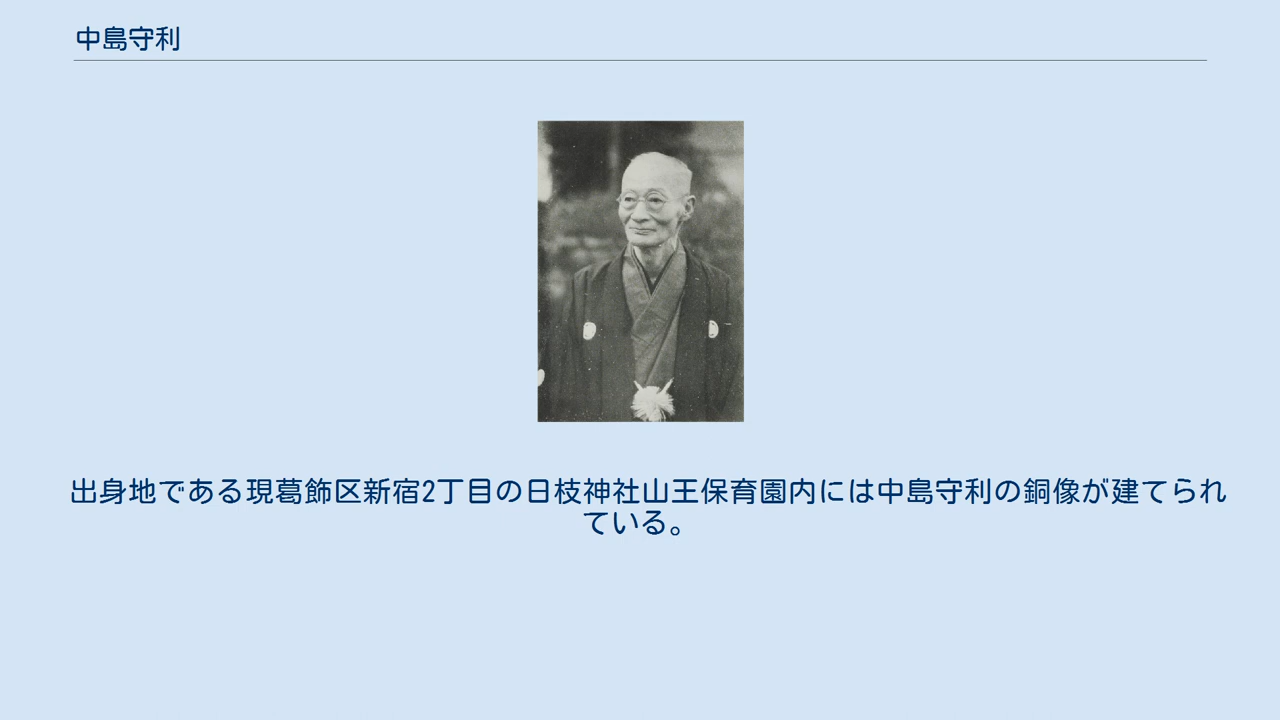 中島守利
出身地である現葛飾区新宿2丁目の日枝神社山王保育園内には中島守利の銅像が建てられ
ている。